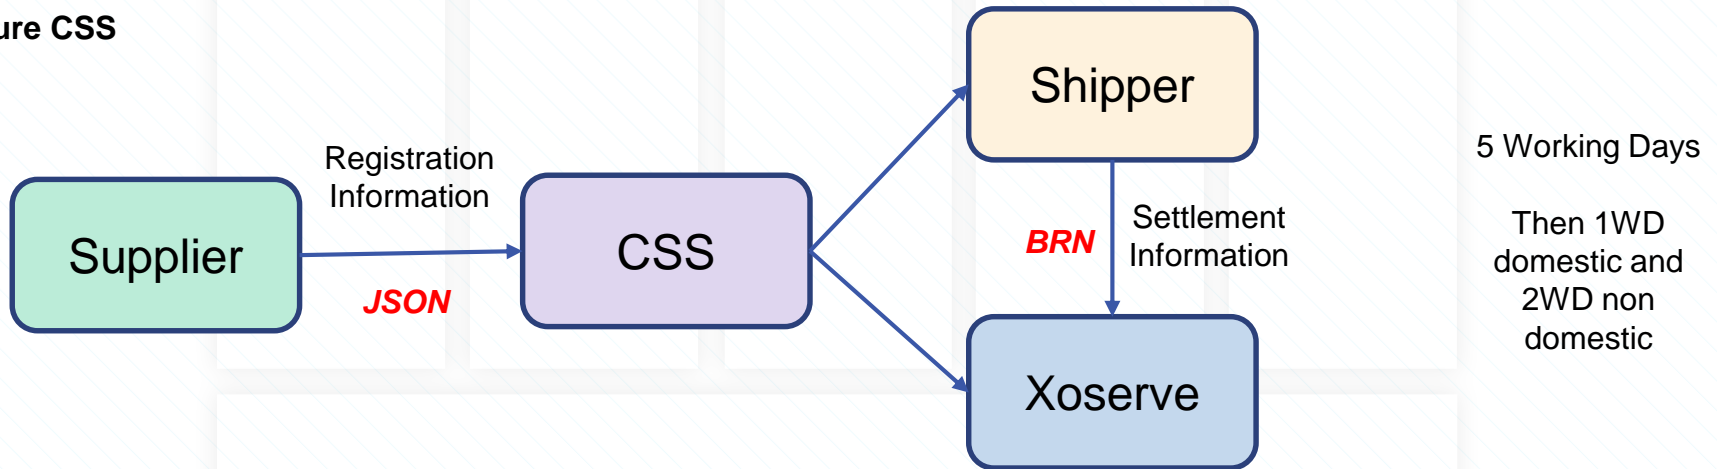 ure CSS
Shipper
Registration
Information
5 Working Days
Supplier
CSS
BRN
Settlement
Information
Then 1WD
domestic and
2WD non
domestic
JSON
Xoserve